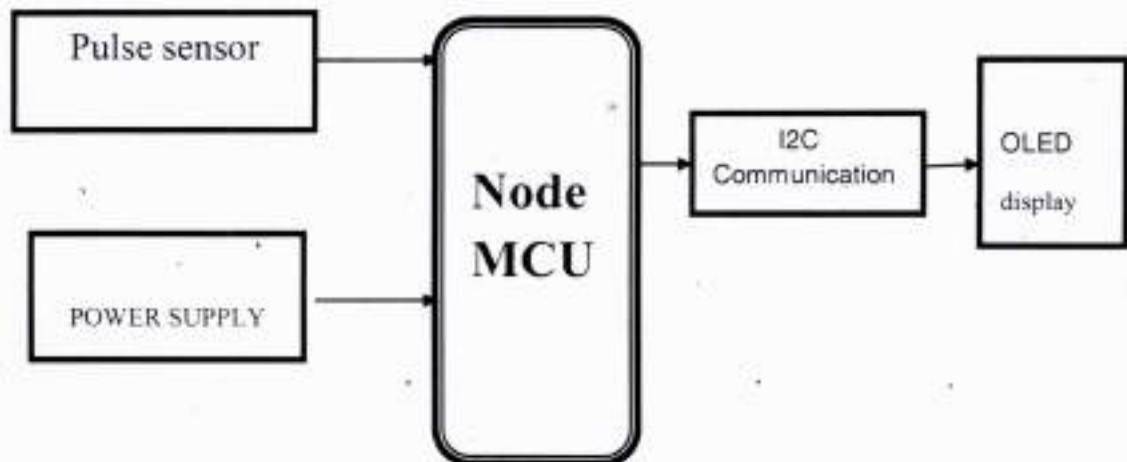 Pulse sensor
POWER SUPPLY
Node
MCU
I2C
Communication
OLED
display